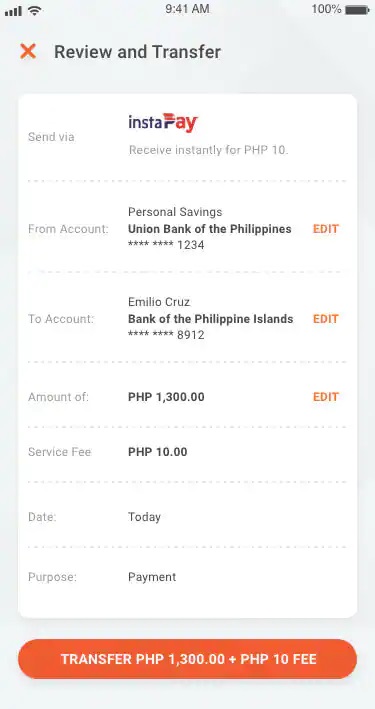 9:41 AM
100%
Review and Transfer
Send via
instaPay
Receive instantly for PHP 10.
From Account:
Personal Savings
Union Bank of the Philippines
**** **** 1234
EDIT
To Account:
Emilio Cruz
Bank of the Philippine Islands
**** **** 8912
EDIT
Amount of:
PHP 1,300.00
EDIT
Service Fee
PHP 10.00
Date:
Today
Purpose:
Payment
TRANSFER PHP 1,300.00 + PHP 10 FEE